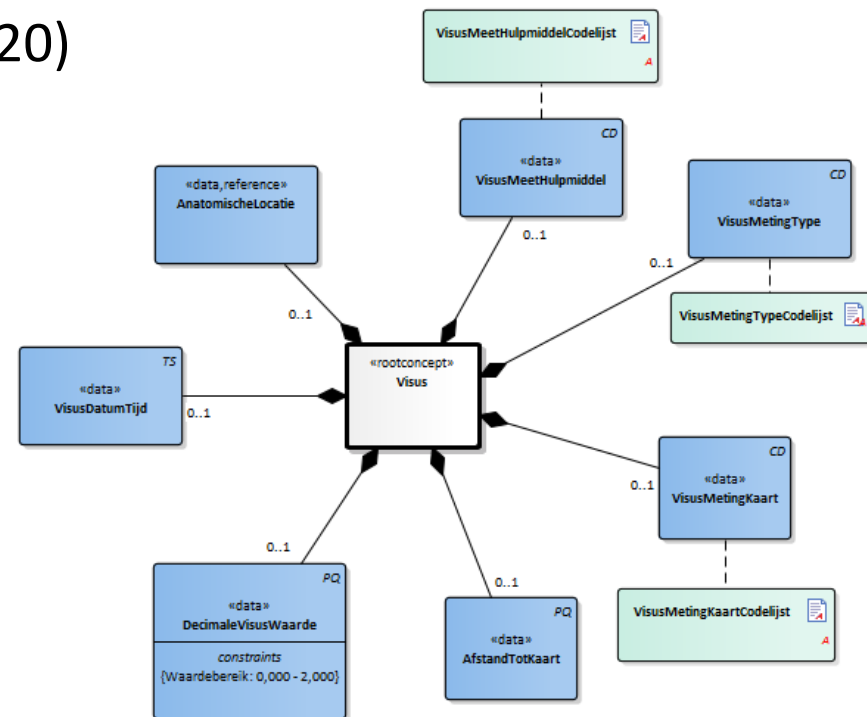 20)
VisusMeetHulpmiddelCodelijst
A
CD
«data»
VisusMeetHulpmiddel
0..1
«data,reference»
AnatomischeLocatie
0..1
CD
«data»
VisusMetingType
0..1
VisusMetingTypeCodelijst
«rootconcept»
Visus
TS
«data»
VisusDatumTijd
0..1
CD
«data»
VisusMetingKaart
0..1
VisusMetingKaartCodelijst
A
0..1
PQ
«data»
DecimaleVisusWaarde
constraints
{Waardebereik: 0,000 - 2,000}
0..1
PQ
«data»
AfstandTotKaart